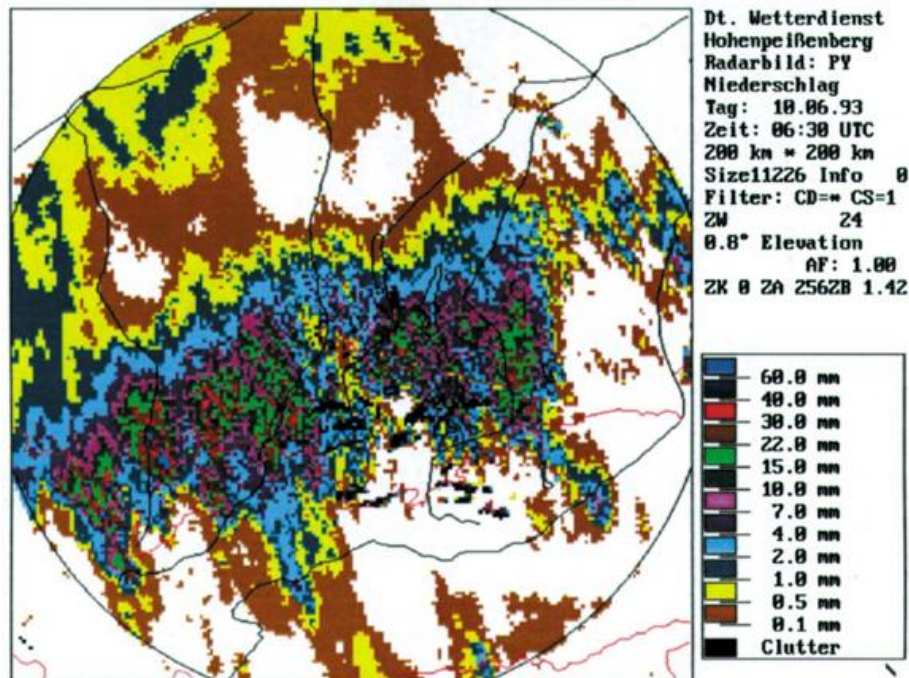 Dt. Wetterdienst
Hohenpeißenberg
Radarbild: PY
Niederschlag
Tag: 10.06.93
Zeit: 06:30 UTC
200 km * 200 km
Size11226 Info 0
Filter: CD=* CS=1
ZW 24
0.8° Elevation
AF: 1.00
ZK 0 ZA 256ZB 1.42
60.0 mm
40.0 mm
30.0 mm
22.0 mm
15.0 mm
10.0 mm
7.0 mm
4.0 mm
2.0 mm
1.0 mm
0.5 mm
0.1 mm
Clutter